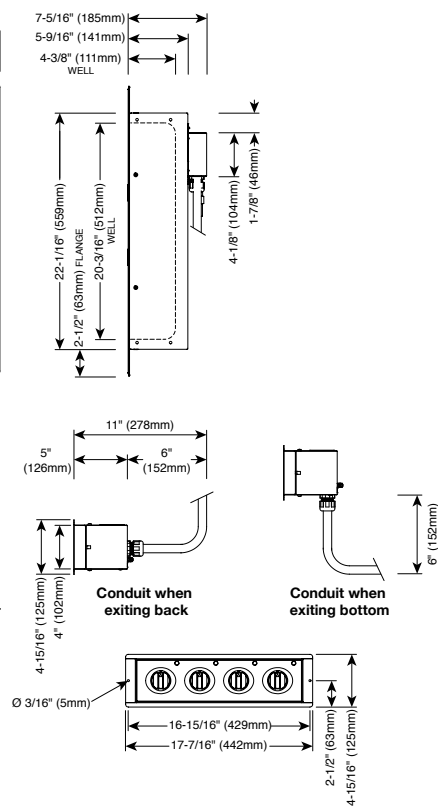 7-5/16" (185mm)
5-9/16" (141mm)
4-3/8" (111mm)
WELL
22-1/16" (559mm)
2-1/2" (63mm) FLANGE
20-3/16" (512mm)
WELL
4-1/8" (104mm)
1-7/8" (46mm)
11" (278mm)
5"
(126mm)
6"
(152mm)
4-15/16" (125mm)
4" (102mm)
Conduit when
exiting back
6" (152mm)
Conduit when
exiting bottom
Ø 3/16" (5mm)
16-15/16" (429mm)
17-7/16" (442mm)
2-1/2" (63mm)
4-15/16" (125mm)